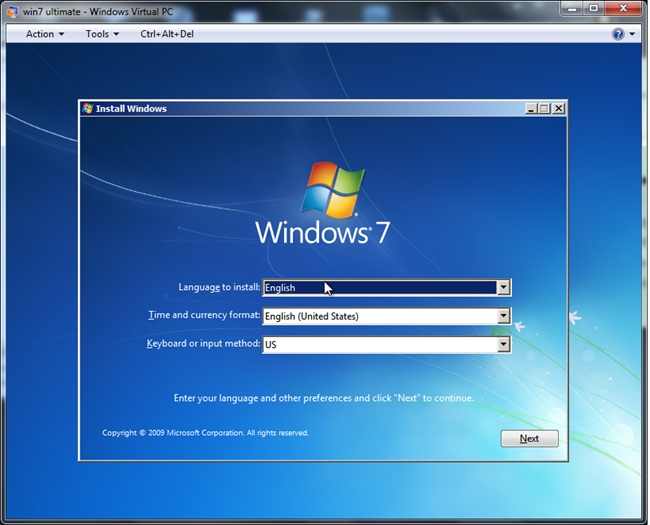 win7 ultimate - Windows Virtual PC
Action Tools Ctrl+Alt+Del
Install Windows
Windows® 7
Language to install: English
Time and currency format: English (United States)
Keyboard or input method: US
Enter your language and other preferences and click "Next" to continue.
Copyright © 2009 Microsoft Corporation. All rights reserved.
Next